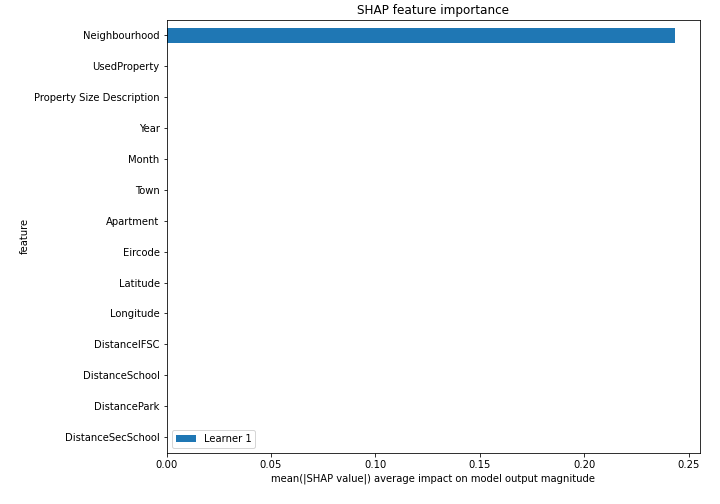 SHAP feature importance
Neighbourhood
UsedProperty
Property Size Description
Year
Month
Town
Apartment
Eircode
Latitude
Longitude
DistanceIFSC
DistanceSchool
DistancePark
DistanceSecSchool
feature
Learner 1
0.00 0.05 0.10 0.15 0.20 0.25
mean(|SHAP value|) average impact on model output magnitude